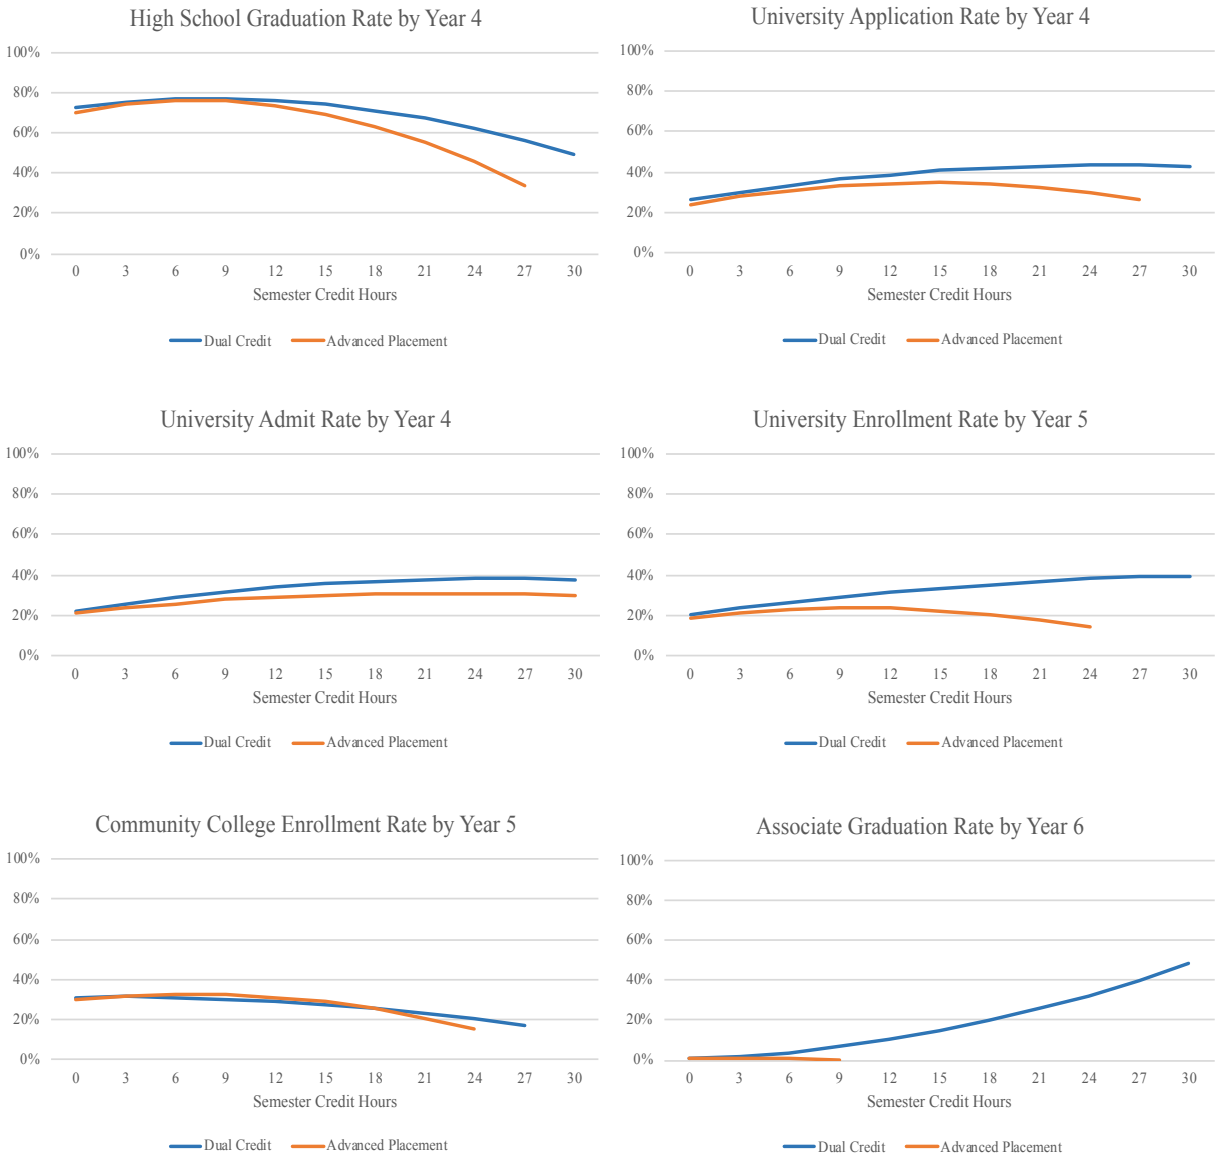 High School Graduation Rate by Year 4
100%
80%
60%
40%
20%
0%
0 3 6 9 12 15 18 21 24 27 30
Semester Credit Hours
Dual Credit Advanced Placement
University Application Rate by Year 4
100%
80%
60%
40%
20%
0%
0 3 6 9 12 15 18 21 24 27 30
Semester Credit Hours
Dual Credit Advanced Placement
University Admit Rate by Year 4
100%
80%
60%
40%
20%
0%
0 3 6 9 12 15 18 21 24 27 30
Semester Credit Hours
Dual Credit Advanced Placement
University Enrollment Rate by Year 5
100%
80%
60%
40%
20%
0%
0 3 6 9 12 15 18 21 24 27 30
Semester Credit Hours
Dual Credit Advanced Placement
Community College Enrollment Rate by Year 5
100%
80%
60%
40%
20%
0%
0 3 6 9 12 15 18 21 24 27 30
Semester Credit Hours
Dual Credit Advanced Placement
Associate Graduation Rate by Year 6
100%
80%
60%
40%
20%
0%
0 3 6 9 12 15 18 21 24 27 30
Semester Credit Hours
Dual Credit Advanced Placement